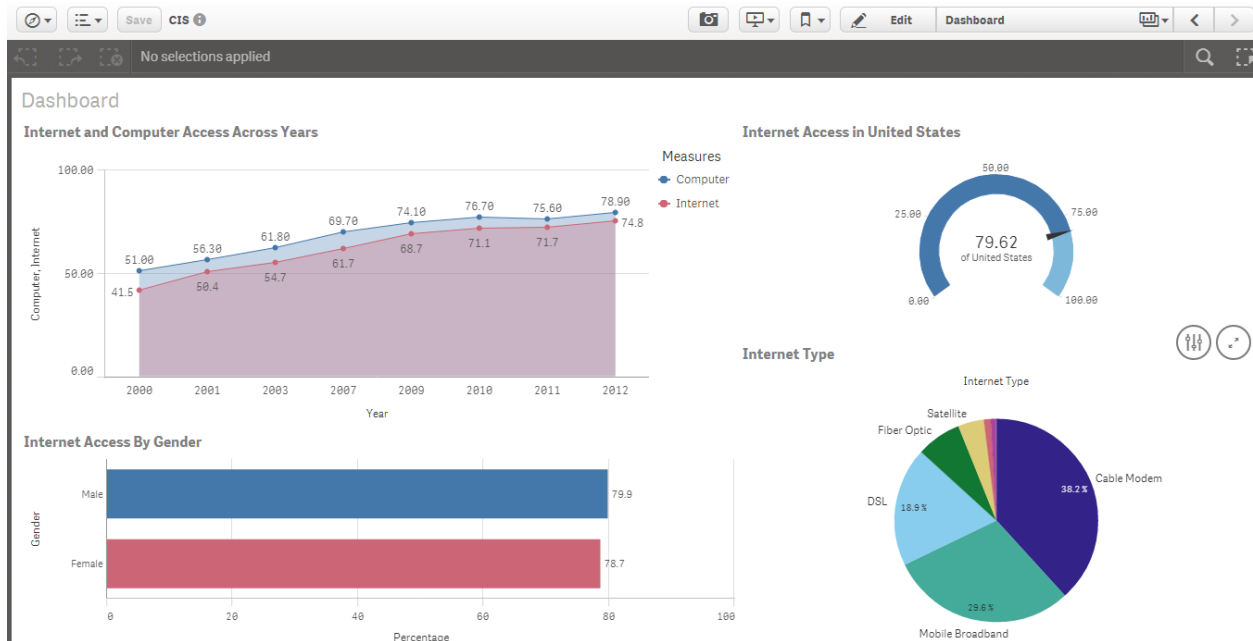 Save CIS Edit Dashboard
No selections applied
Dashboard
Internet and Computer Access Across Years
Measures
Computer
Internet
100.00
50.00
0.00
Computer, Internet
51.00 56.30 61.80 69.70 74.10 76.70 75.60 78.90
41.5 50.4 54.7 61.7 68.7 71.1 71.7 74.8
2000 2001 2003 2007 2009 2010 2011 2012
Year
Internet Access in United States
0.00 25.00 50.00 75.00 100.00
79.62
of United States
Internet Access By Gender
Gender
Male 79.9
Female 78.7
0 20 40 60 80 100
Percentage
Internet Type
Internet Type
Satellite
Fiber Optic
Cable Modem
38.2 %
DSL
18.9 %
29.6 %
Mobile Broadband